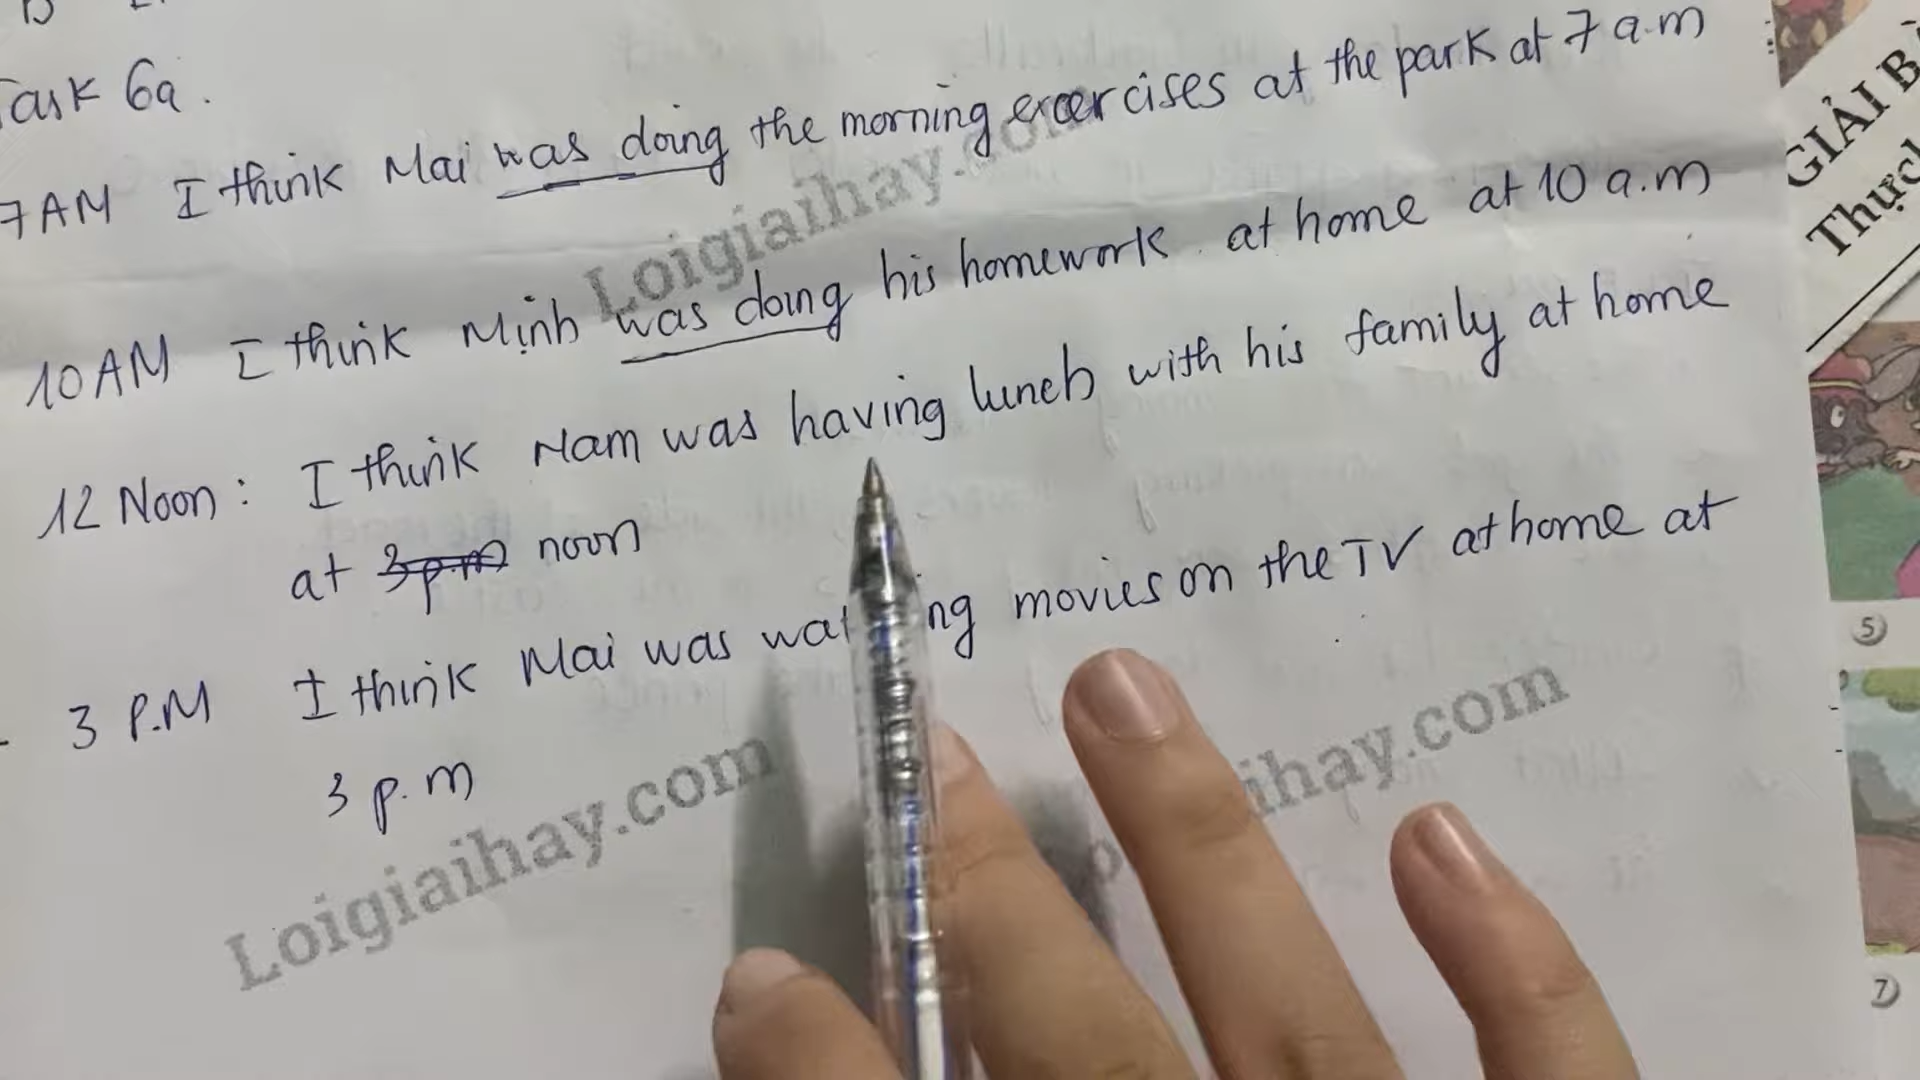 Task 6a.
7AM I think Mai was doing the morning exercises at the park at 7 a.m
10AM I think Minh was doing his homework at home at 10 a.m
12 Noon: I think Nam was having lunch with his family at home
at 3 p.m noon
- 3 P.M I think Mai was ng movies on the TV at home at
3 p.m
Loigiaihay.com
Loigiaihay.com
ihay.com
GIẢI
5
7